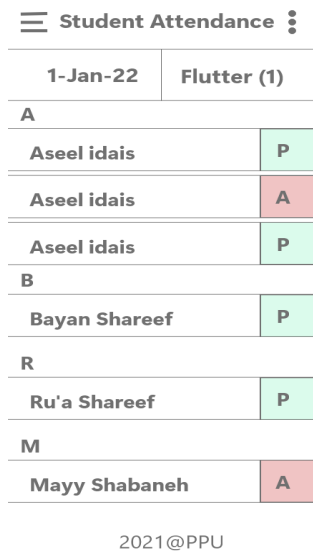 Student Attendance
1-Jan-22 Flutter (1)
A
Aseel idais P
Aseel idais A
Aseel idais P
B
Bayan Shareef P
R
Ru'a Shareef P
M
Mayy Shabaneh A
2021@PPU